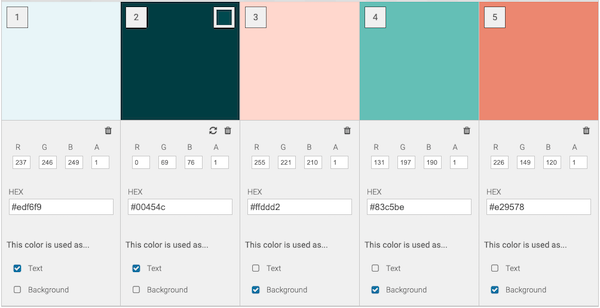 1 2 3 4 5
R G B A R G B A R G B A R G B A R G B A
237 246 249 1 0 69 76 1 255 221 210 1 131 197 190 1 226 149 120 1
HEX HEX HEX HEX HEX
#edf6f9 #00454c #ffddd2 #83c5be #e29578
This color is used as... This color is used as... This color is used as... This color is used as... This color is used as...
Text Text Text Text Text
Background Background Background Background Background